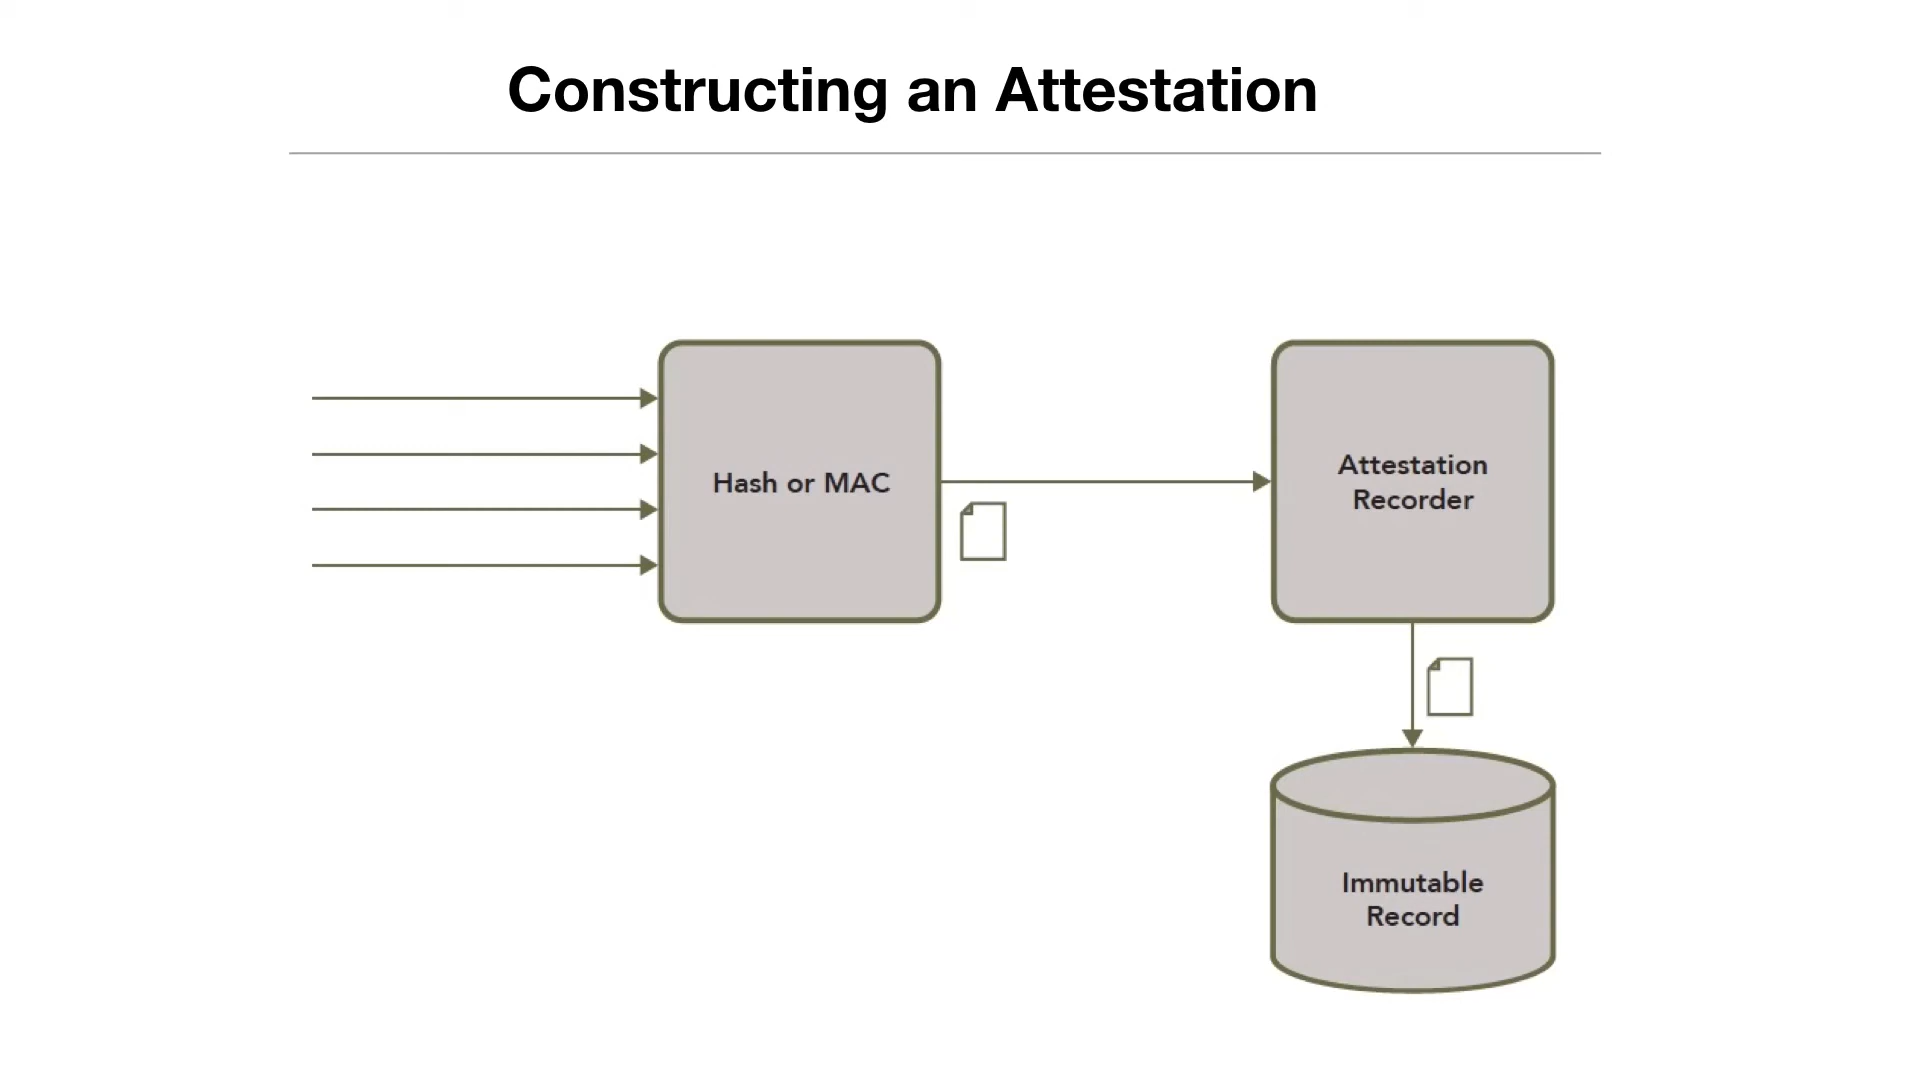 Constructing an Attestation
Hash or MAC
Attestation
Recorder
Immutable
Record